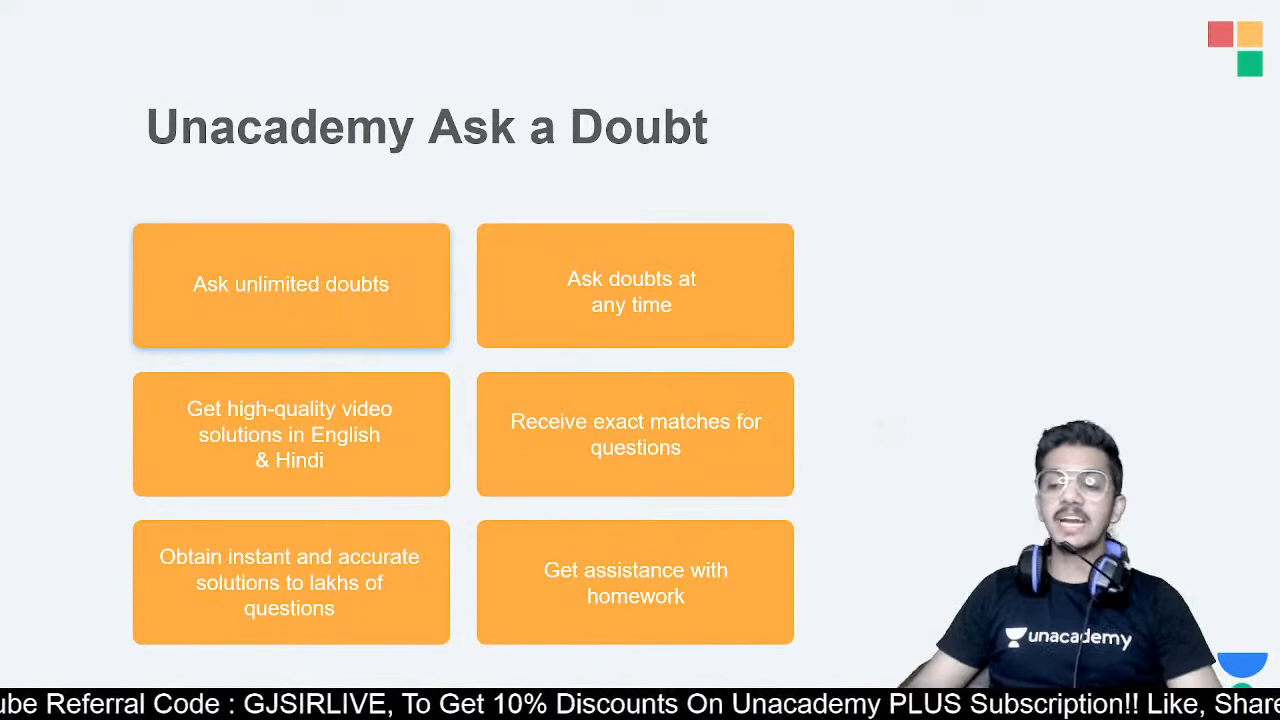 Unacademy Ask a Doubt
Ask unlimited doubts
Ask doubts at
any time
Get high-quality video
solutions in English
& Hindi
Receive exact matches for
questions
Obtain instant and accurate
solutions to lakhs of
questions
Get assistance with
homework
unacademy
ube Referral Code : GJSIRLIVE, To Get 10% Discounts On Unacademy PLUS Subscription!! Like, Share